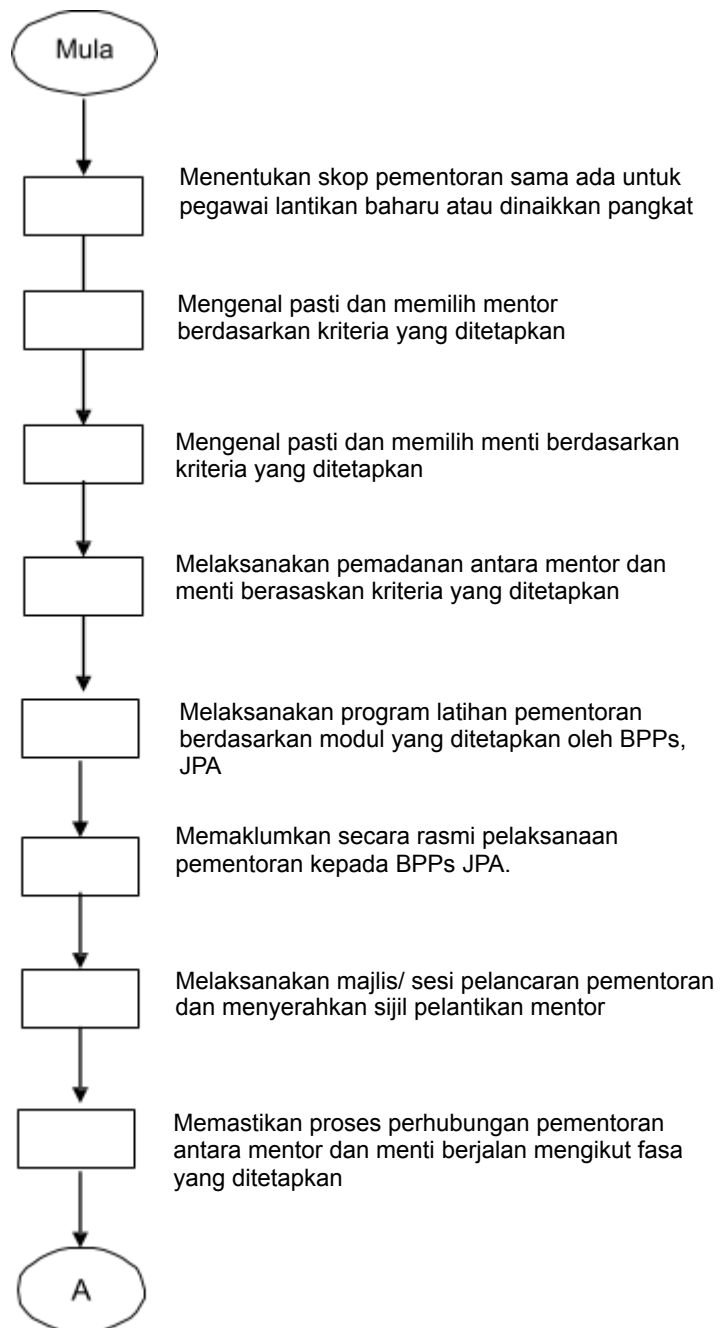 Mula
Menentukan skop pementoran sama ada untuk
pegawai lantikan baharu atau dinaikkan pangkat
Mengenal pasti dan memilih mentor
berdasarkan kriteria yang ditetapkan
Mengenal pasti dan memilih menti berdasarkan
kriteria yang ditetapkan
Melaksanakan pemadanan antara mentor dan
menti berasaskan kriteria yang ditetapkan
Melaksanakan program latihan pementoran
berdasarkan modul yang ditetapkan oleh BPPs,
JPA
Memaklumkan secara rasmi pelaksanaan
pementoran kepada BPPs JPA.
Melaksanakan majlis/ sesi pelancaran pementoran
dan menyerahkan sijil pelantikan mentor
Memastikan proses perhubungan pementoran
antara mentor dan menti berjalan mengikut fasa
yang ditetapkan
A